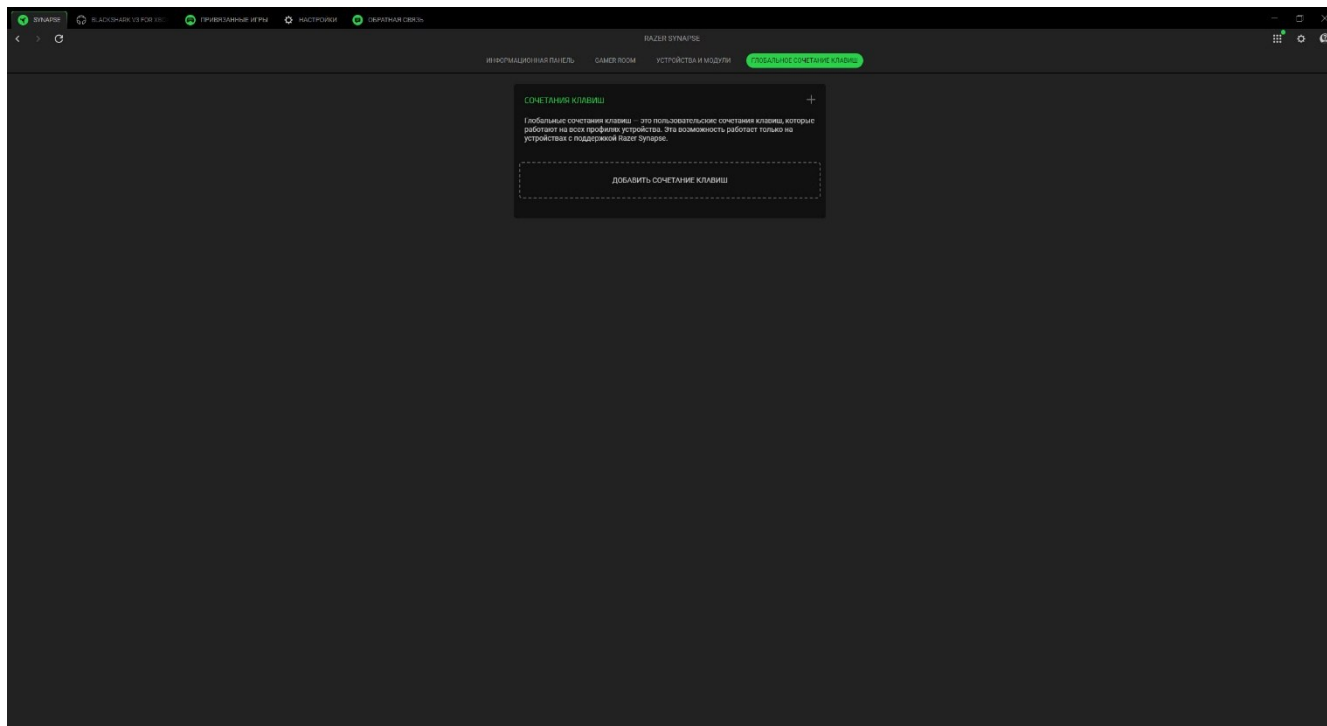 SYNAPSE
BLACKSHARK V3 FOR XBO
ПРИВЯЗАННЫЕ ИГРЫ
НАСТРОЙКИ
ОБРАТНАЯ СВЯЗЬ
RAZER SYNAPSE
ИНФОРМАЦИОННАЯ ПАНЕЛЬ
GAMER ROOM
УСТРОЙСТВА И МОДУЛИ
ГЛОБАЛЬНОЕ СОЧЕТАНИЕ КЛАВИШ
СОЧЕТАНИЯ КЛАВИШ
Глобальные сочетания клавиш — это пользовательские сочетания клавиш, которые
работают на всех профилях устройства. Эта возможность работает только на
устройствах с поддержкой Razer Synapse.
ДОБАВИТЬ СОЧЕТАНИЕ КЛАВИШ